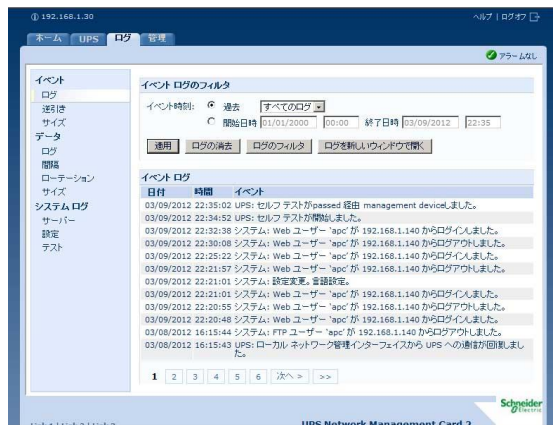 192.168.1.30
ヘルプ | ログオフ
ホーム UPS ログ 管理
アラームなし
イベント
ログ
逆引き
サイズ
データ
ログ
間隔
ローテーション
サイズ
システム ログ
サーバー
設定
テスト
イベント ログのフィルタ
イベント時刻: 過去 すべてのログ
開始日時 01/01/2000 00:00 終了日時 03/09/2012 22:35
適用 ログの消去 ログのフィルタ ログを新しいウィンドウで開く
イベント ログ
日付 時間 イベント
03/09/2012 22:35:02 UPS: セルフ テストがpassed 経由 management deviceしました。
03/09/2012 22:34:52 UPS: セルフ テストが開始しました。
03/09/2012 22:32:38 システム: Web ユーザー 'apc' が 192.168.1.140 からログインしました。
03/09/2012 22:30:08 システム: Web ユーザー 'apc' が 192.168.1.140 からログアウトしました。
03/09/2012 22:25:22 システム: Web ユーザー 'apc' が 192.168.1.140 からログインしました。
03/09/2012 22:21:57 システム: Web ユーザー 'apc' が 192.168.1.140 からログアウトしました。
03/09/2012 22:21:01 システム: 設定変更。言語設定。
03/09/2012 22:21:01 システム: Web ユーザー 'apc' が 192.168.1.140 からログインしました。
03/09/2012 22:20:55 システム: Web ユーザー 'apc' が 192.168.1.140 からログアウトしました。
03/09/2012 22:20:48 システム: Web ユーザー 'apc' が 192.168.1.140 からログインしました。
03/08/2012 16:15:44 システム: FTP ユーザー 'apc' が 192.168.1.140 からログアウトしました。
03/08/2012 16:15:43 UPS: ローカル ネットワーク管理インターフェイスから UPS への通信が回復しまし
た。
1 2 3 4 5 6 次へ > >>
Schneider
Electric
Link 1 | Link 2 | Link 3
UPS Network Management Card 2